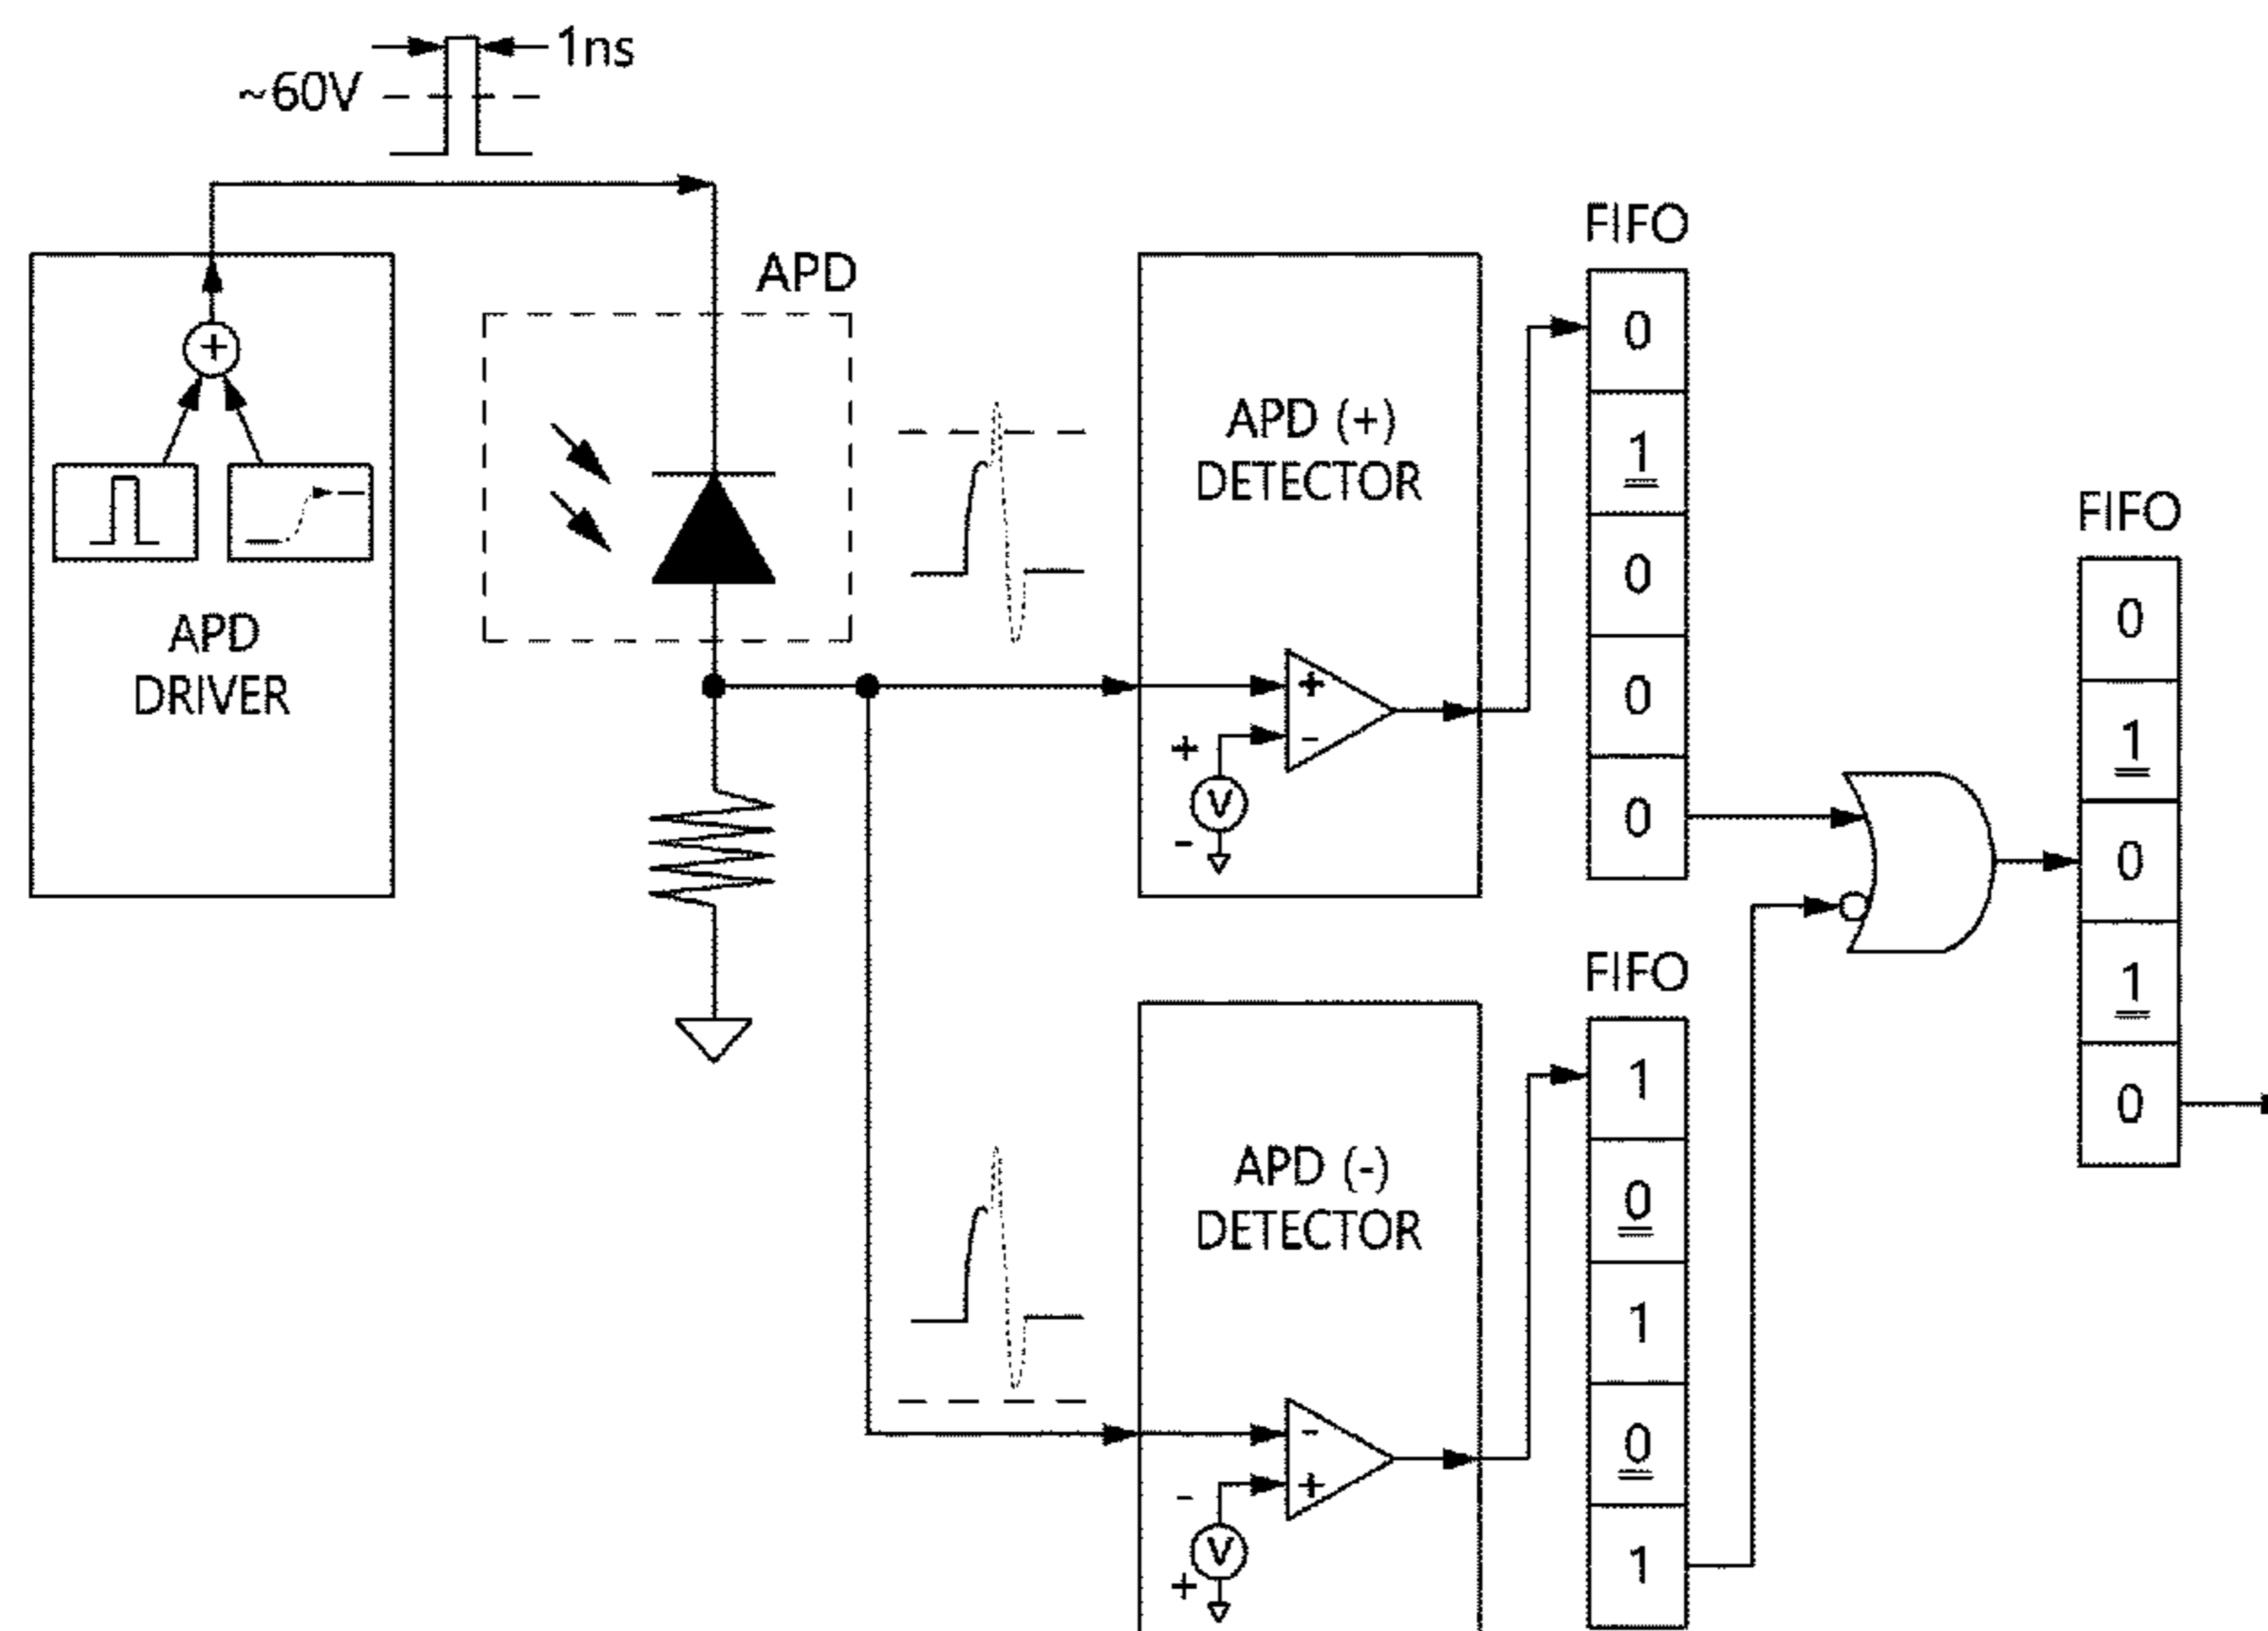 1ns
~60V
APD
DRIVER
+
APD
APD (+)
DETECTOR
+
-
+
V
-
FIFO
0
1
0
0
0
APD (-)
DETECTOR
-
+
-
V
+
FIFO
1
0
1
0
1
FIFO
0
1
0
1
0